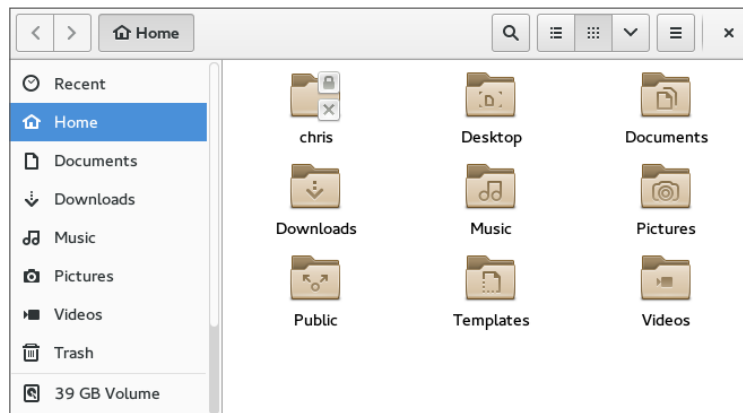 Home
Recent
Home
Documents
Downloads
Music
Pictures
Videos
Trash
39 GB Volume
chris
Desktop
Documents
Downloads
Music
Pictures
Public
Templates
Videos